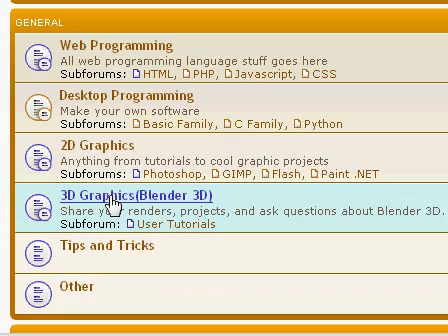 GENERAL
Web Programming
All web programming language stuff goes here
Subforums: HTML, PHP, Javascript, CSS
Desktop Programming
Make your own software
Subforums: Basic Family, C Family, Python
2D Graphics
Anything from tutorials to cool graphic projects
Subforums: Photoshop, GIMP, Flash, Paint .NET
3D Graphics(Blender 3D)
Share your renders, projects, and ask questions about Blender 3D.
Subforum: User Tutorials
Tips and Tricks
Other